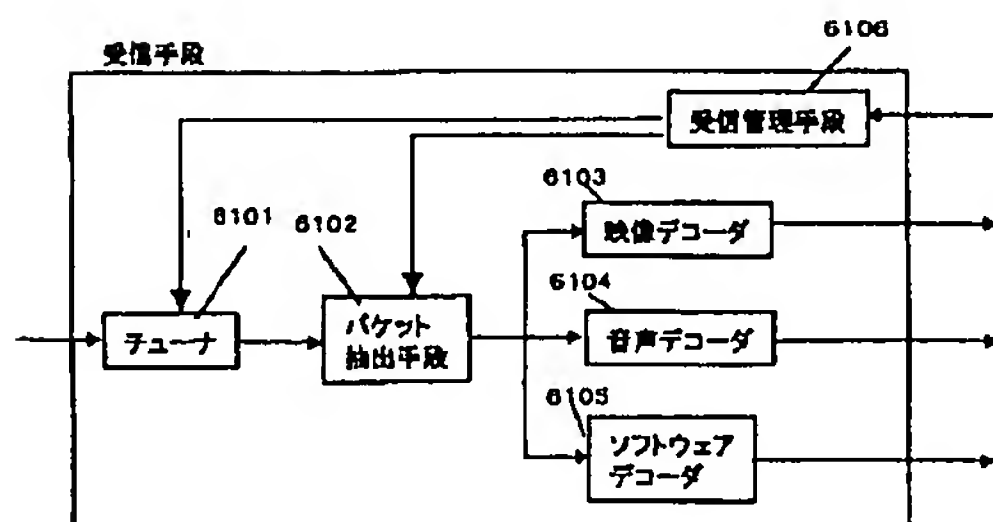 受信手段
6106
受信管理手段
6103
映像デコーダ
6101
6102
6104
チューナ
パケット
抽出手段
音声デコーダ
6105
ソフトウェア
デコーダ